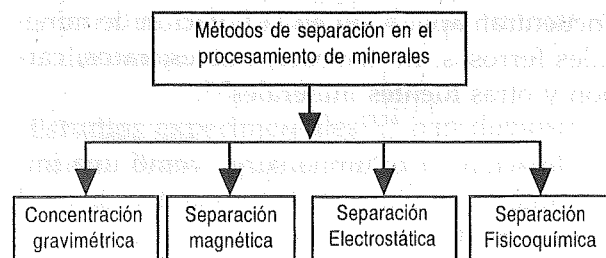 Métodos de separación en el
procesamiento de minerales
Concentración
gravimétrica
Separación
magnética
Separación
Electrostática
Separación
Fisicoquímica